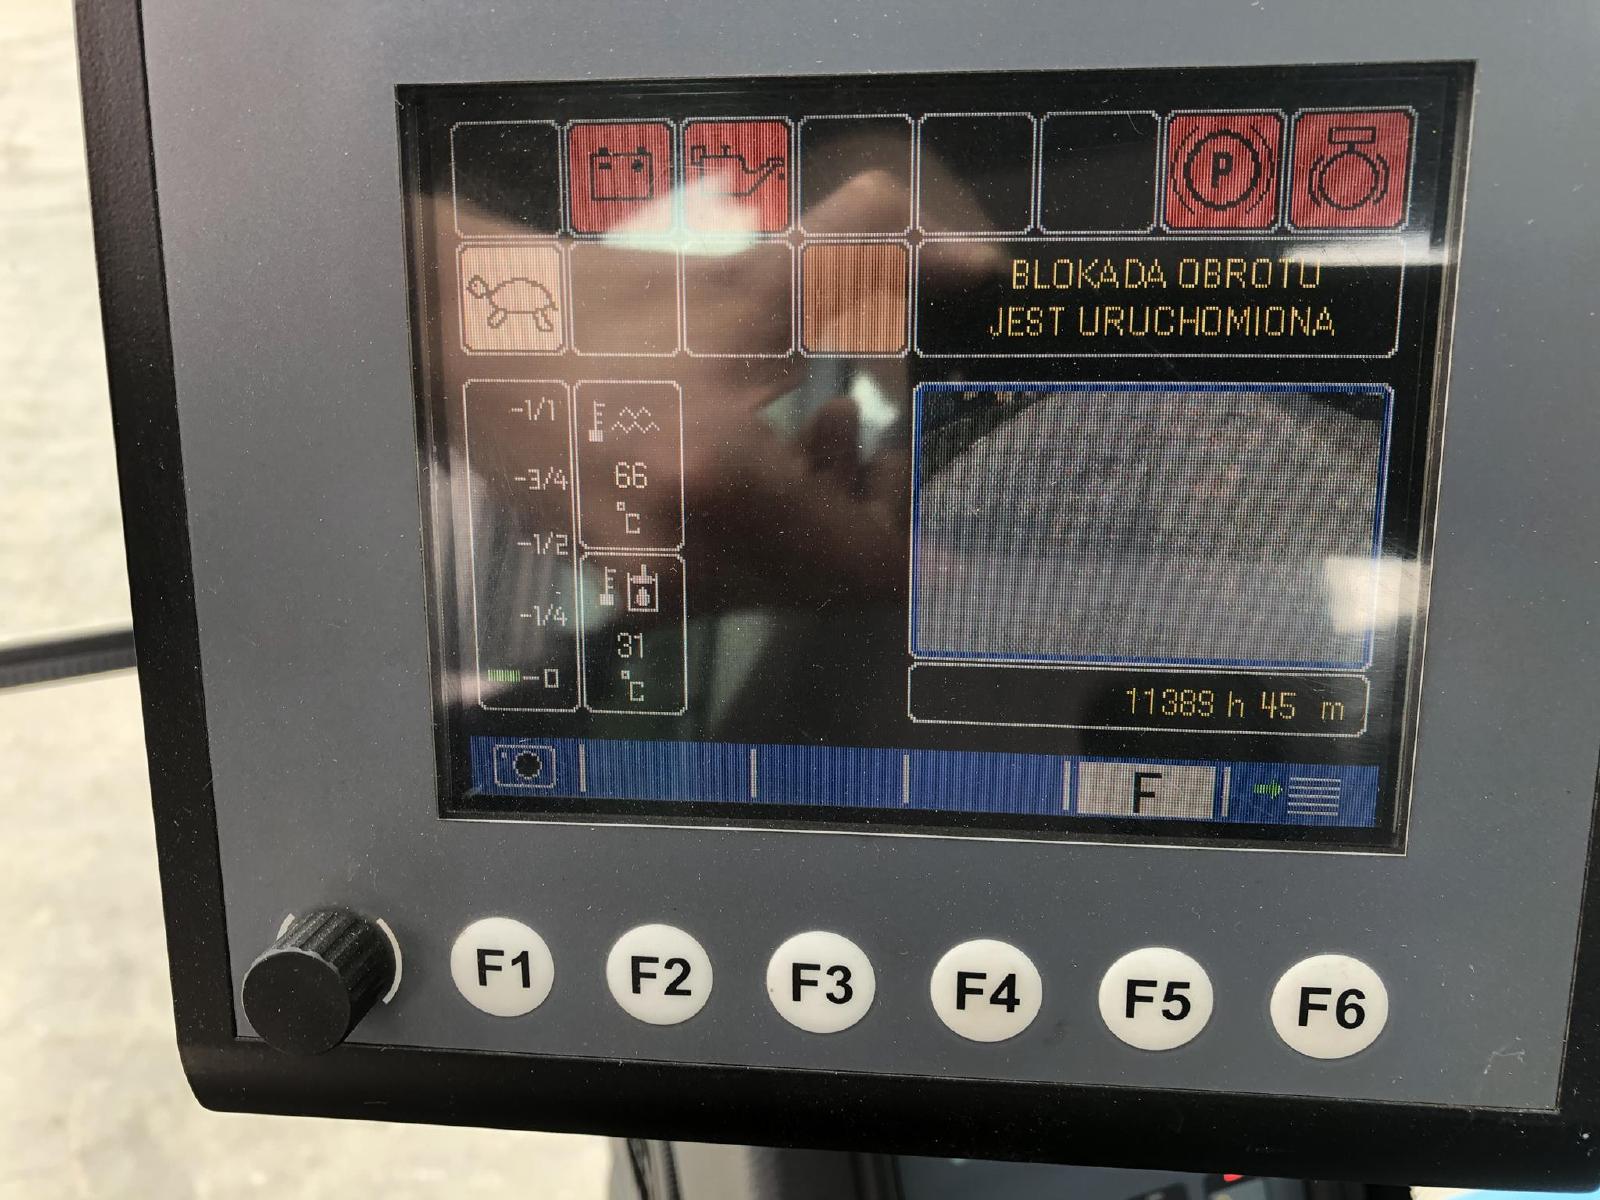 P
BLOKADA OBROTU
JEST URUCHOMIONA
-1/1
-3/4
-1/2
-1/4
-0
66
°C
31
°C
11389 h 45 m
F
F1 F2 F3 F4 F5 F6